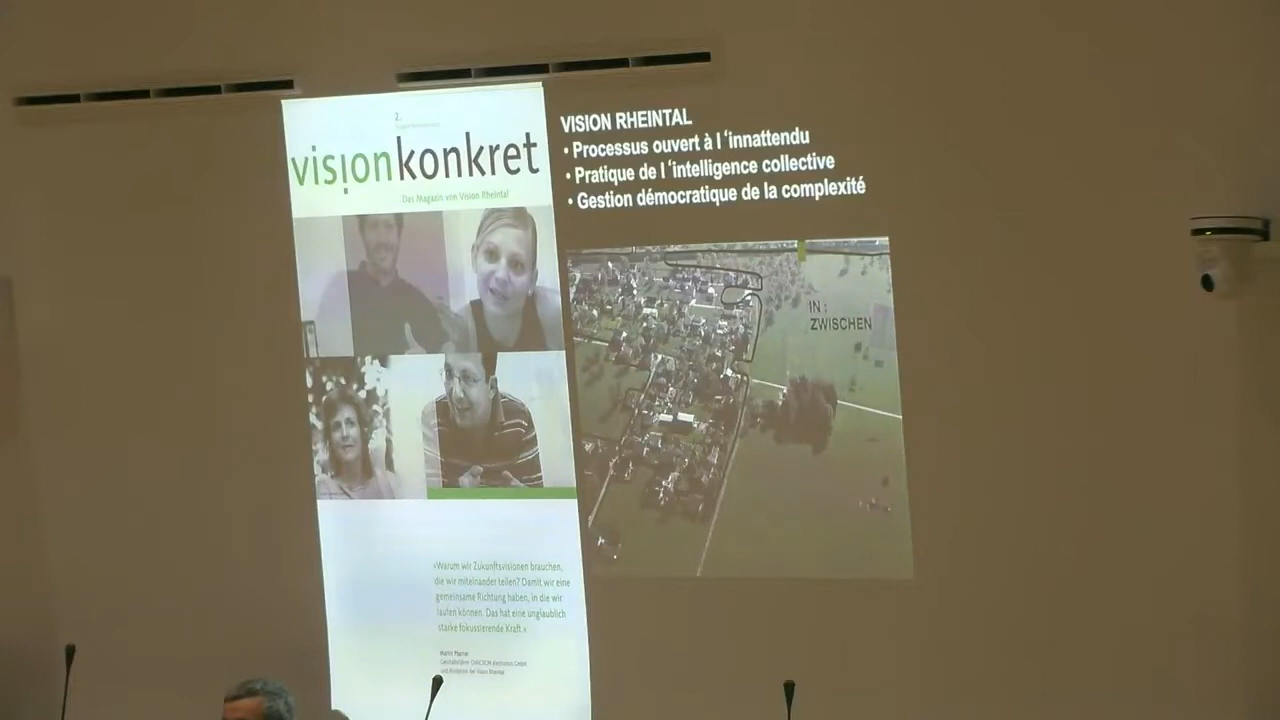 2.
visionkonkret
Das Magazin von Vision Rheintal
VISION RHEINTAL
• Processus ouvert à l 'innattendu
• Pratique de l 'intelligence collective
• Gestion démocratique de la complexité
IN :
ZWISCHEN
«Warum wir Zukunftsvisionen brauchen,
die wir miteinander teilen? Damit wir eine
gemeinsame Richtung haben, in die wir
laufen können. Das hat eine unglaublich
starke fokussierende Kraft.»
Martin
Geschäftsführer